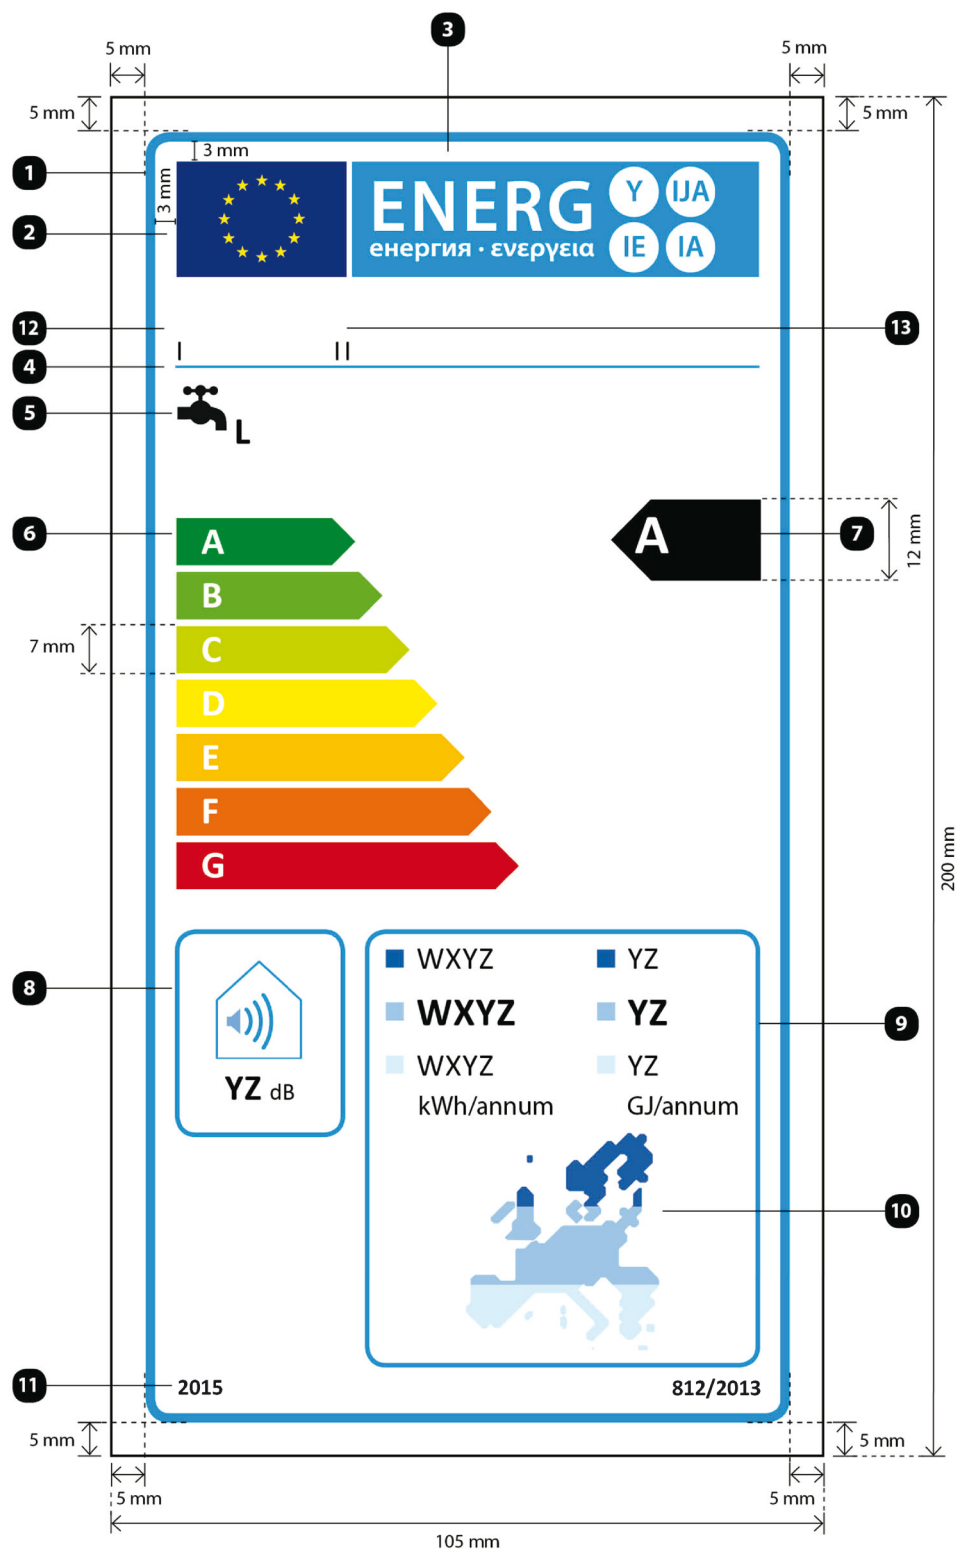 3
5 mm
5 mm
5 mm
5 mm
3 mm
1
3 mm
2
ENERG
енергия · ενεργεια
Y
IJA
IE
IA
12
13
I
II
4
5
L
6
A
A
7
12 mm
B
7 mm
C
D
E
F
G
200 mm
8
YZ dB
WXYZ
YZ
WXYZ
YZ
WXYZ
YZ
kWh/annum
GJ/annum
9
10
11
2015
812/2013
5 mm
5 mm
5 mm
5 mm
105 mm